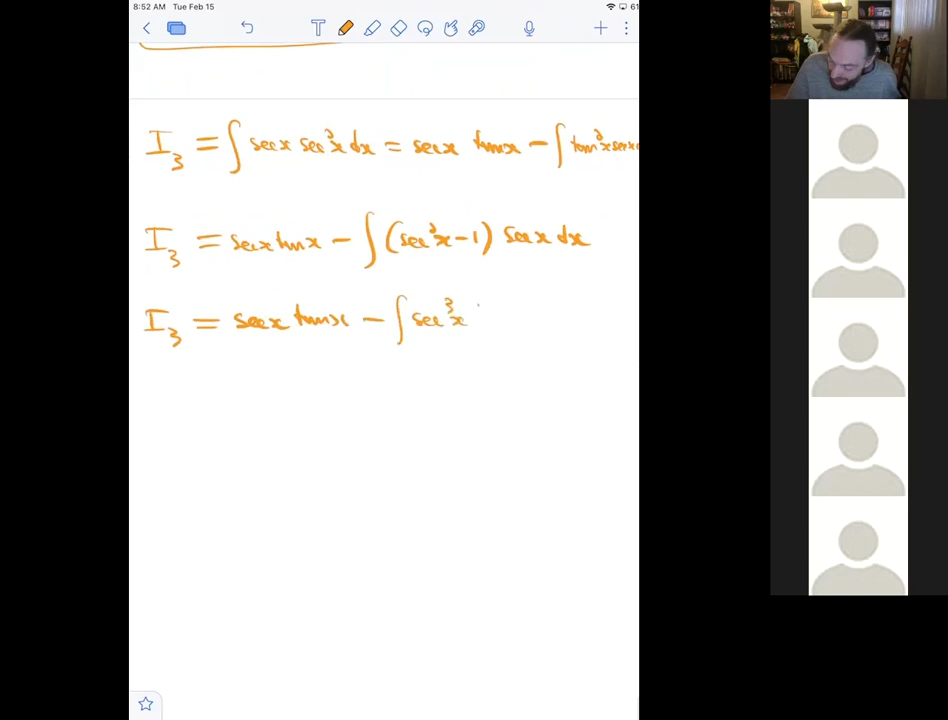 8:52 AM Tue Feb 15
61
T
I₃ = ∫ sec x sec²x dx = sec x tan x − ∫ tan²x sec x
I₃ = sec x tan x − ∫ (sec²x − 1) sec x dx
I₃ = sec x tan x − ∫ sec³x